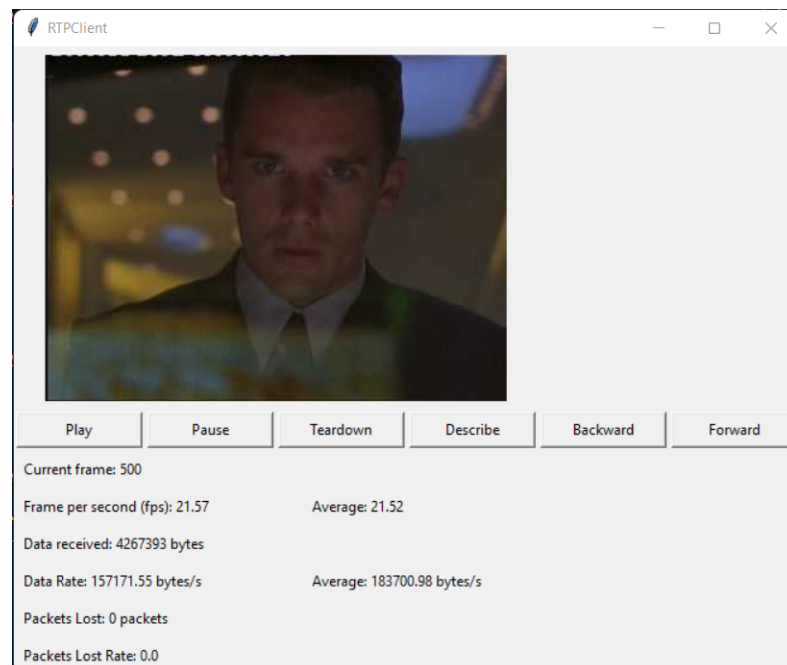 RTPClient
Play Pause Teardown Describe Backward Forward
Current frame: 500
Frame per second (fps): 21.57 Average: 21.52
Data received: 4267393 bytes
Data Rate: 157171.55 bytes/s Average: 183700.98 bytes/s
Packets Lost: 0 packets
Packets Lost Rate: 0.0